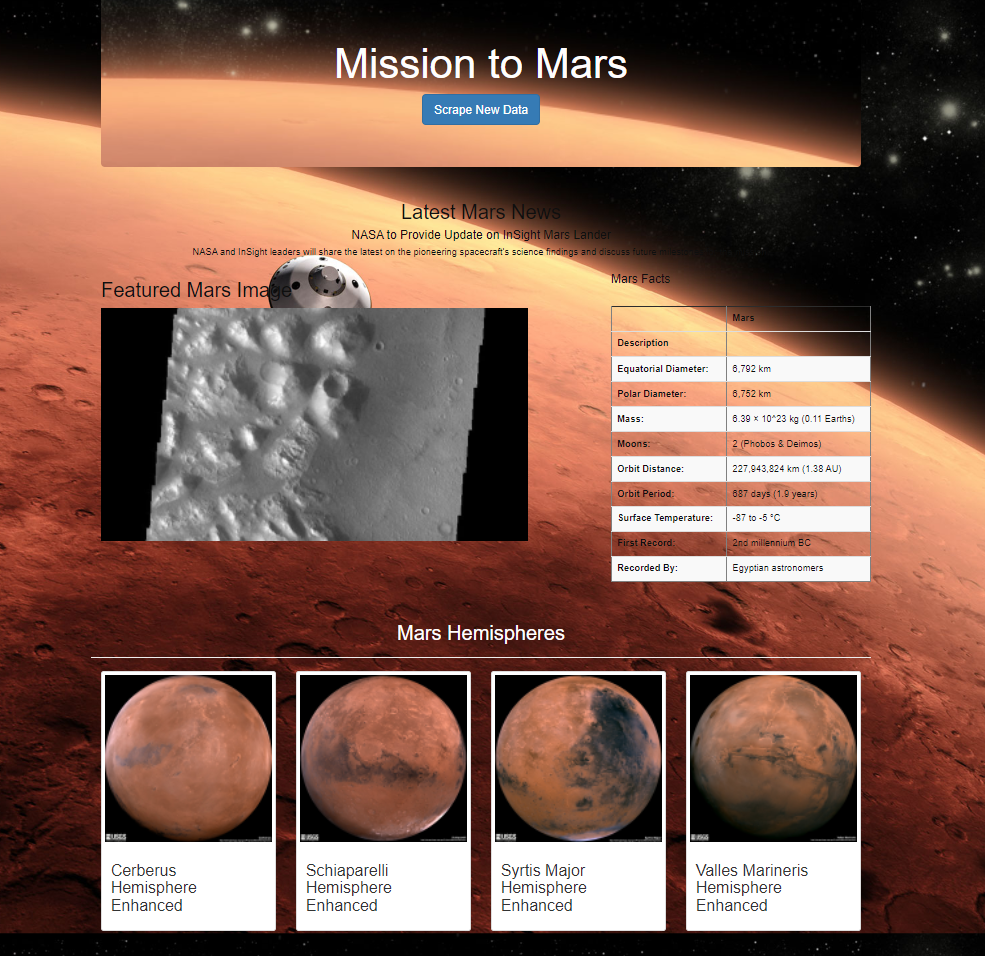 Mission to Mars
Scrape New Data
Latest Mars News
NASA to Provide Update on InSight Mars Lander
NASA and InSight leaders will share the latest on the pioneering spacecraft's science findings and discuss future
Featured Mars Image
Mars Facts
Mars
Description
Equatorial Diameter: 6,792 km
Polar Diameter: 6,752 km
Mass: 6.39 × 10^23 kg (0.11 Earths)
Moons: 2 (Phobos & Deimos)
Orbit Distance: 227,943,824 km (1.38 AU)
Orbit Period: 687 days (1.9 years)
Surface Temperature: -87 to -5 °C
First Record: 2nd millennium BC
Recorded By: Egyptian astronomers
Mars Hemispheres
USGS
USGS
USGS
USGS
Cerberus
Hemisphere
Enhanced
Schiaparelli
Hemisphere
Enhanced
Syrtis Major
Hemisphere
Enhanced
Valles Marineris
Hemisphere
Enhanced